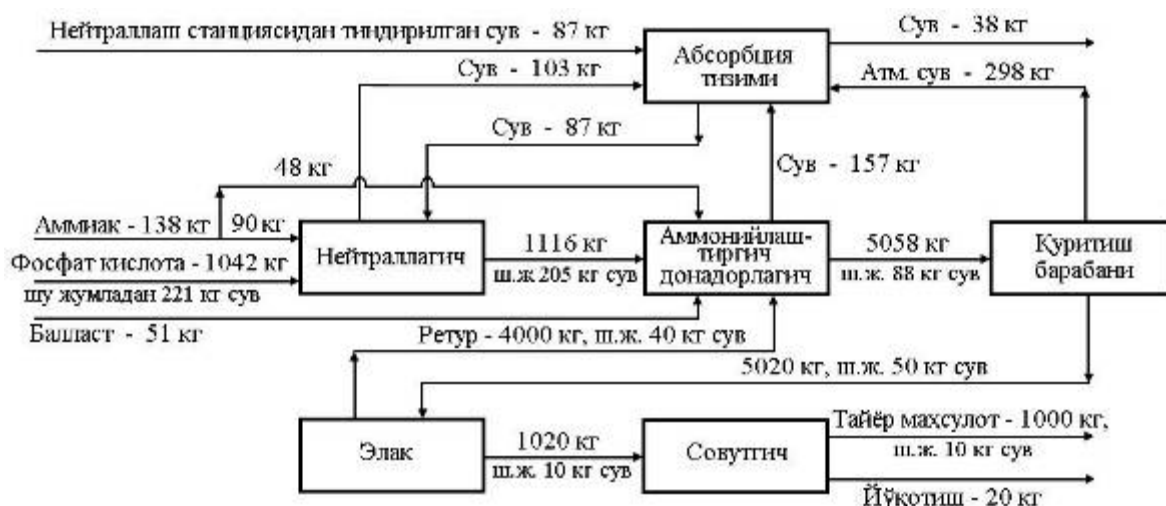 Нейтраллаш станциясидан тиндирилган сув - 87 кг
Сув - 38 кг
Абсорбция
тизими
Сув - 103 кг
Атм. сув - 298 кг
Сув - 87 кг
48 кг
Сув - 157 кг
Аммиак - 138 кг
90 кг
Нейтраллагич
1116 кг
ш.ж 205 кг сув
Аммонийлаш-
тиргич
донадорлагич
5058 кг
ш.ж. 88 кг сув
Қуритиш
барабани
Фосфат кислота - 1042 кг
шу жумладан 221 кг сув
Балласт - 51 кг
Ретур - 4000 кг, ш.ж. 40 кг сув
5020 кг, ш.ж. 50 кг сув
Элак
1020 кг
ш.ж. 10 кг сув
Совутгич
Тайёр маҳсулот - 1000 кг,
ш.ж. 10 кг сув
Йўқотиш - 20 кг